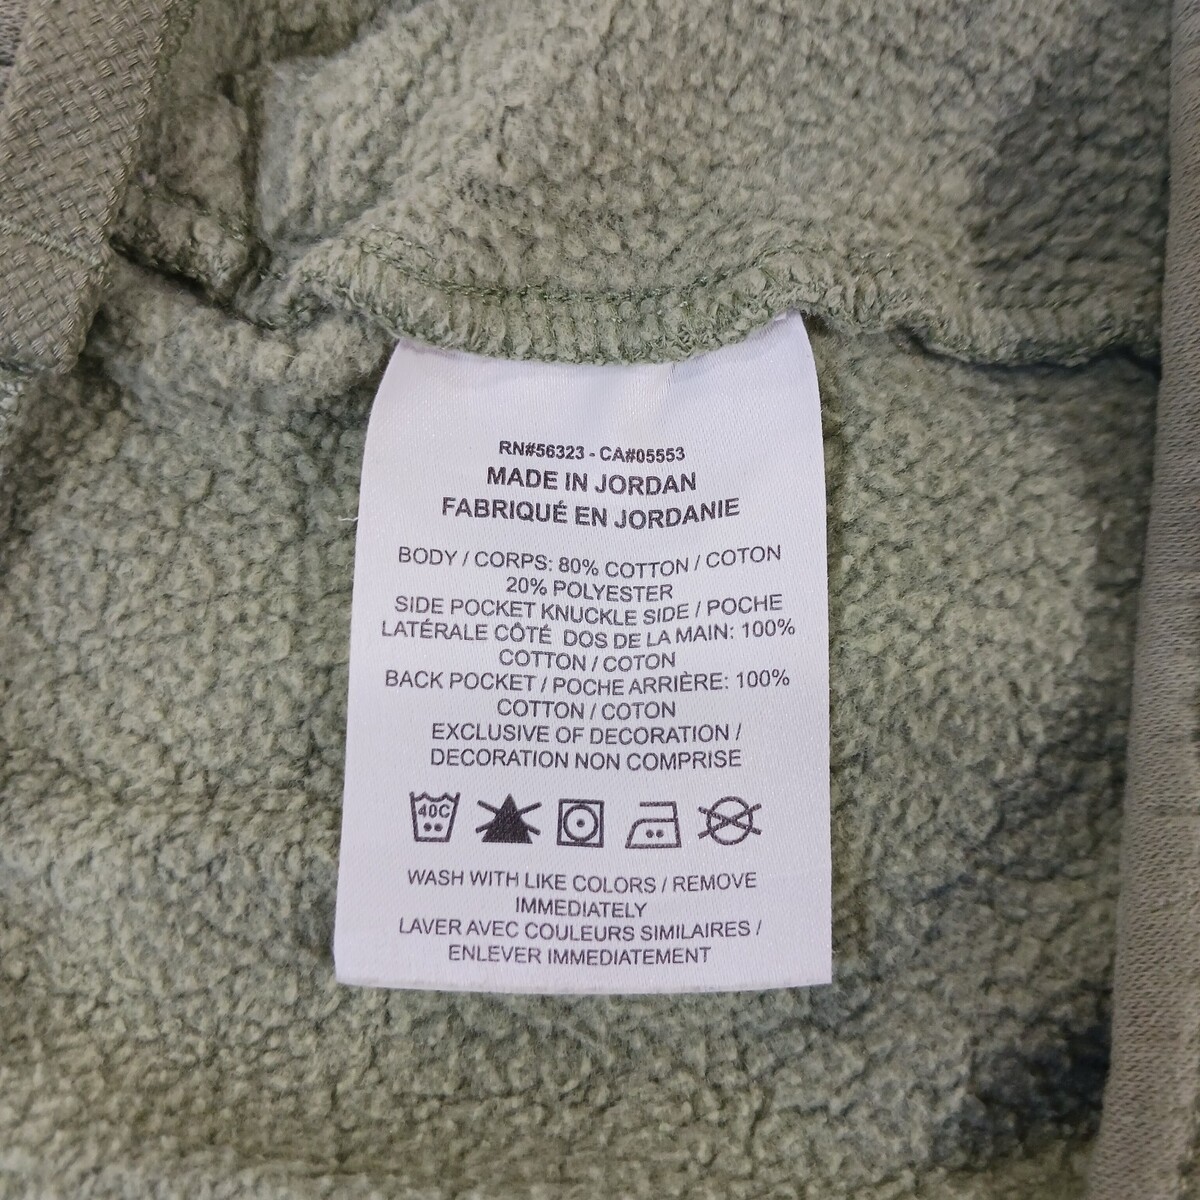 RN#56323 - CA#05553
MADE IN JORDAN
FABRIQUÉ EN JORDANIE
BODY / CORPS: 80% COTTON / COTON
20% POLYESTER
SIDE POCKET KNUCKLE SIDE / POCHE
LATÉRALE CÔTÉ DOS DE LA MAIN: 100%
COTTON / COTON
BACK POCKET / POCHE ARRIÈRE: 100%
COTTON / COTON
EXCLUSIVE OF DECORATION /
DECORATION NON COMPRISE
40C
WASH WITH LIKE COLORS / REMOVE
IMMEDIATELY
LAVER AVEC COULEURS SIMILAIRES /
ENLEVER IMMEDIATEMENT